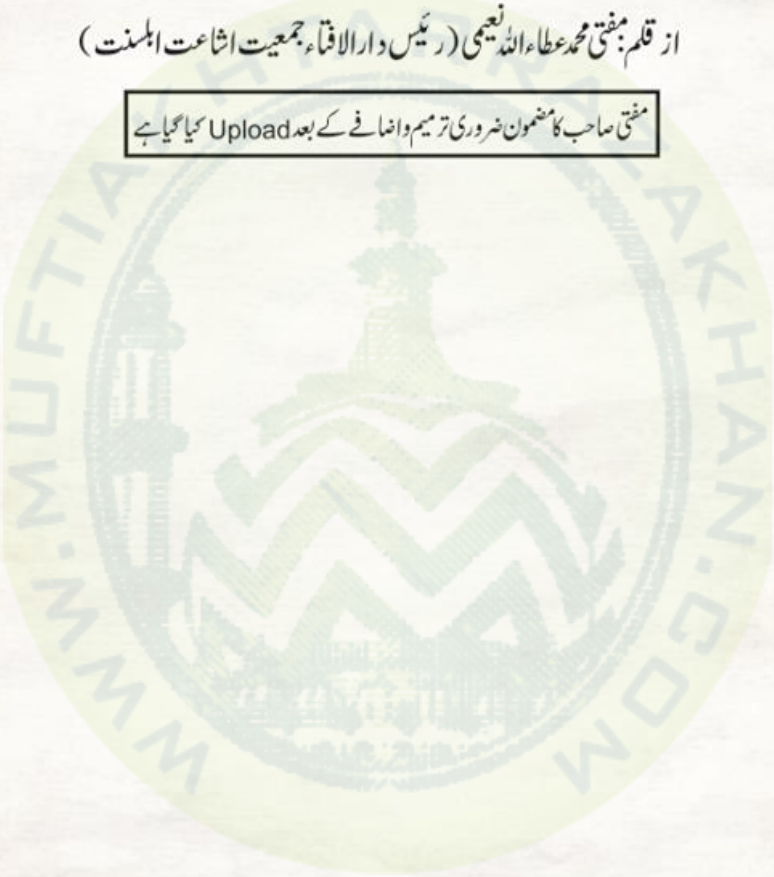 از قلم: مفتی محمد عطاء اللہ نعیمی (رئیس دارالافتاء جمعیت اشاعت اہلسنت)
مفتی صاحب کا مضمون ضروری ترمیم و اضافے کے بعد Upload کیا گیا ہے
WWW.MUFTIAKHTARRAZAKHAN.COM